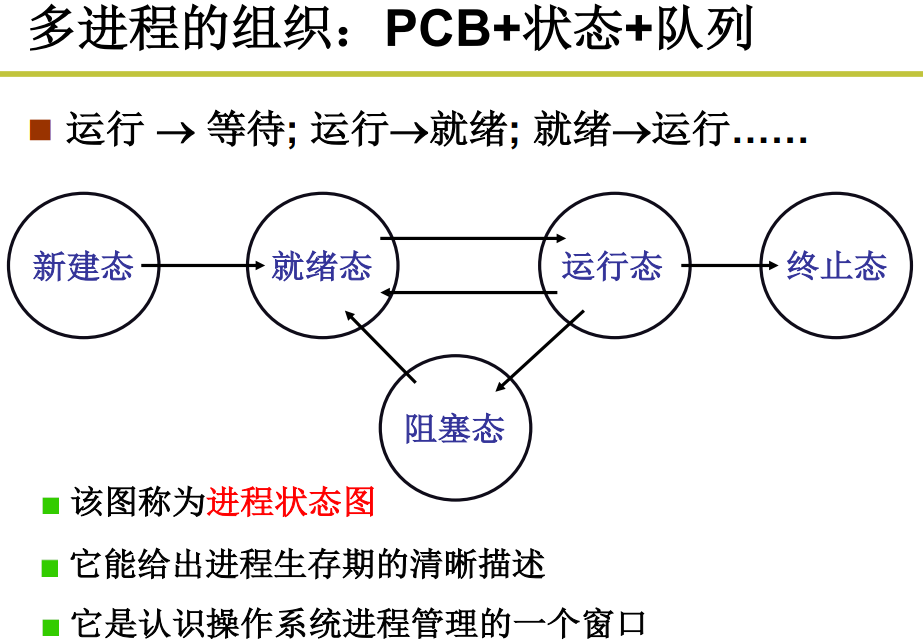 多进程的组织：PCB+状态+队列
运行 → 等待; 运行→就绪; 就绪→运行……
新建态
就绪态
运行态
终止态
阻塞态
该图称为进程状态图
它能给出进程生存期的清晰描述
它是认识操作系统进程管理的一个窗口